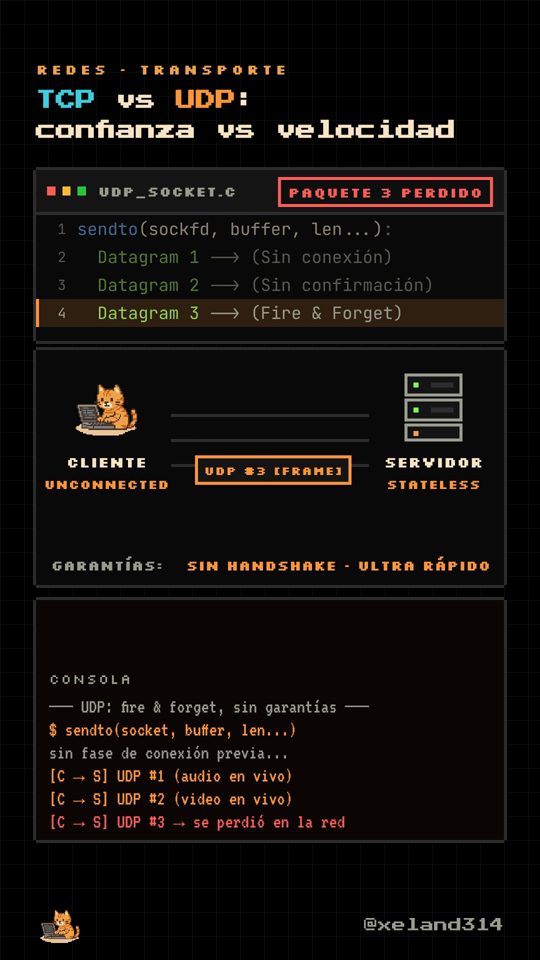 REDES - TRANSPORTE
TCP vs UDP:
confianza vs velocidad
UDP_SOCKET.C
PAQUETE 3 PERDIDO
1 sendto(sockfd, buffer, len...):
2 Datagram 1 ⟶ (Sin conexión)
3 Datagram 2 ⟶ (Sin confirmación)
4 Datagram 3 ⟶ (Fire & Forget)
UDP #3 [FRAME]
CLIENTE
UNCONNECTED
SERVIDOR
STATELESS
GARANTÍAS: SIN HANDSHAKE - ULTRA RÁPIDO
CONSOLA
─── UDP: fire & forget, sin garantías ───
$ sendto(socket, buffer, len...)
sin fase de conexión previa...
[C → S] UDP #1 (audio en vivo)
[C → S] UDP #2 (video en vivo)
[C → S] UDP #3 → se perdió en la red
@xeland314